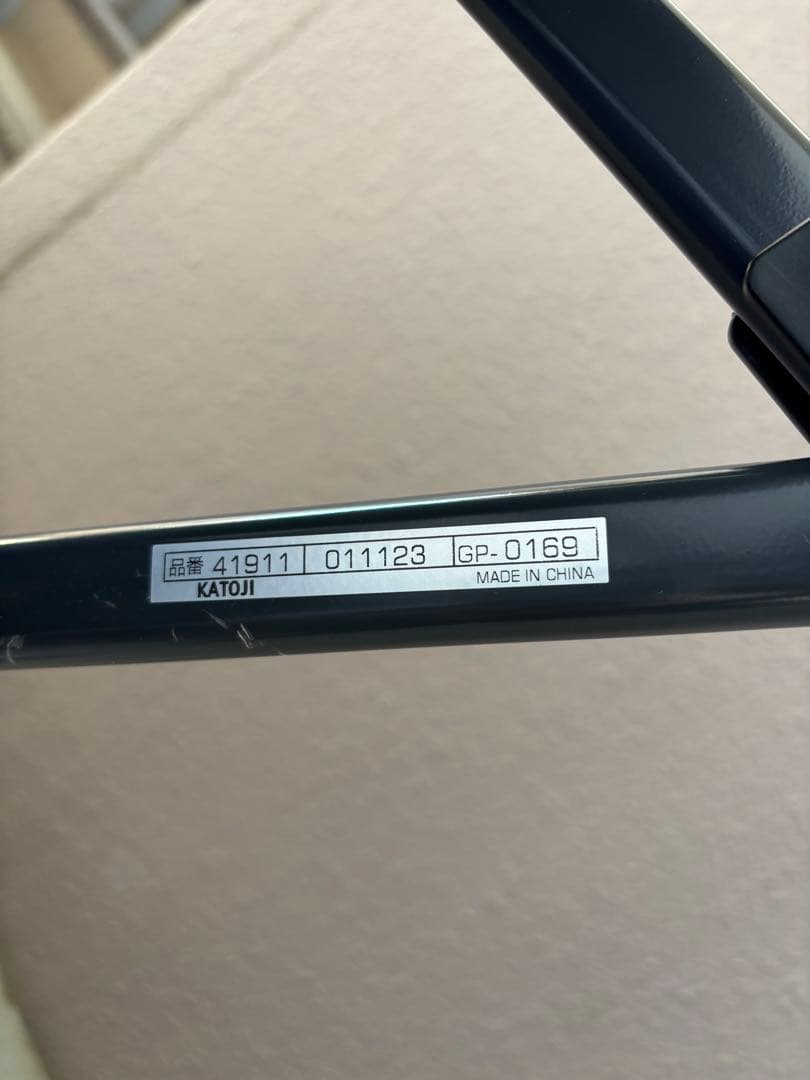 品番 41911 011123 GP-0169
KATOJI MADE IN CHINA